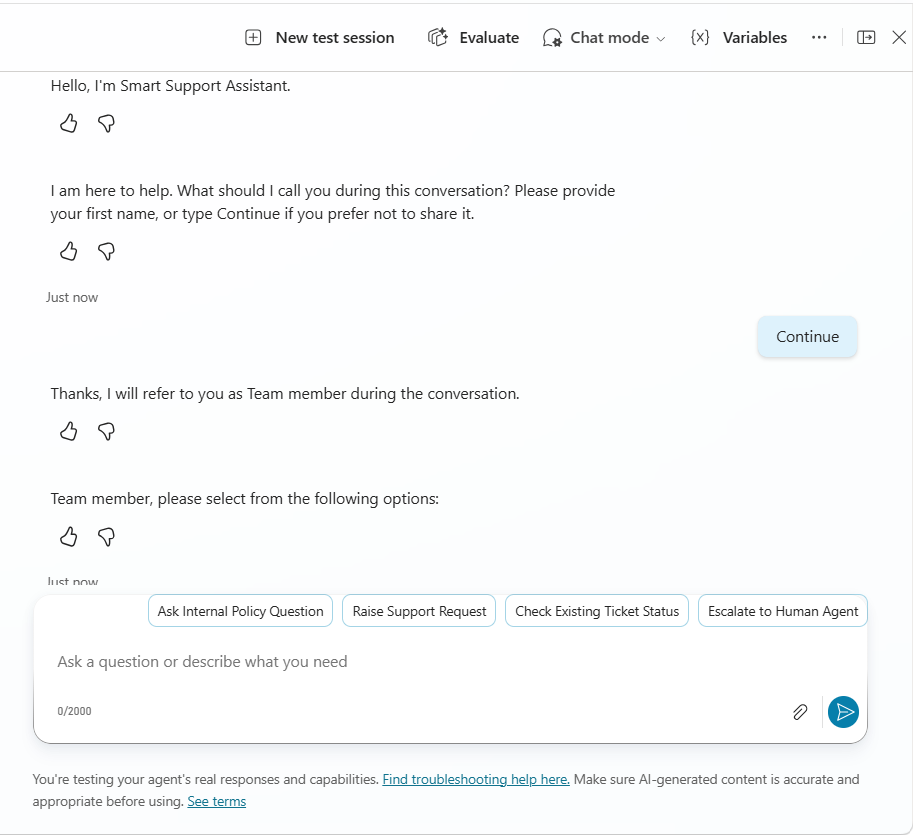 New test session Evaluate Chat mode {x} Variables ...
Hello, I'm Smart Support Assistant.
I am here to help. What should I call you during this conversation? Please provide
your first name, or type Continue if you prefer not to share it.
Just now
Continue
Thanks, I will refer to you as Team member during the conversation.
Team member, please select from the following options:
Just now
Ask Internal Policy Question Raise Support Request Check Existing Ticket Status Escalate to Human Agent
Ask a question or describe what you need
0/2000
You're testing your agent's real responses and capabilities. Find troubleshooting help here. Make sure AI-generated content is accurate and
appropriate before using. See terms